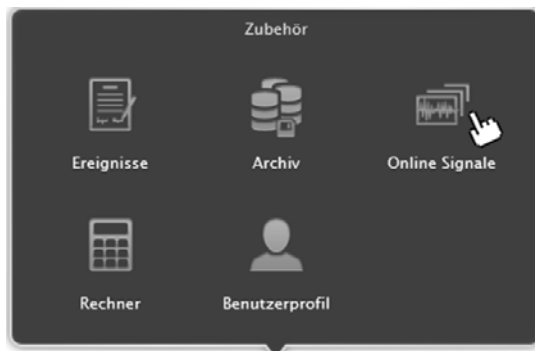 Zubehör
Ereignisse
Archiv
Online Signale
Rechner
Benutzerprofil